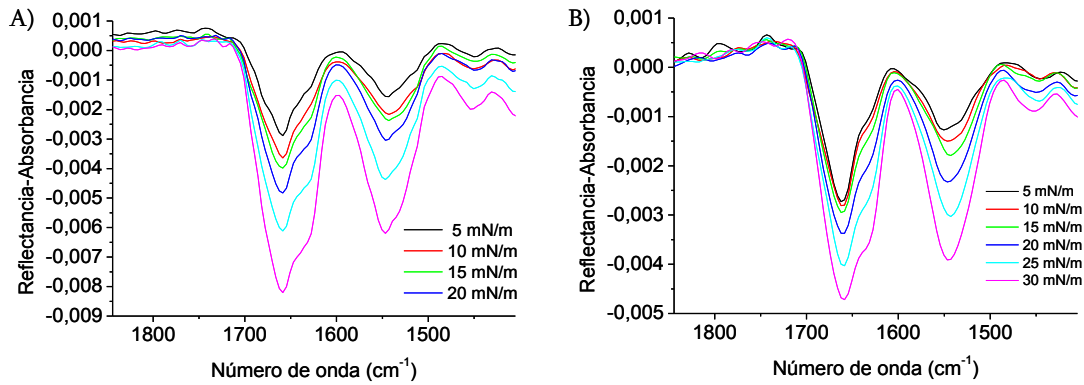 A)
0,001
0,000
-0,001
-0,002
-0,003
-0,004
-0,005
-0,006
-0,007
-0,008
-0,009
Reflectancia-Absorbancia
1800
1700
1600
1500
Número de onda (cm⁻¹)
5 mN/m
10 mN/m
15 mN/m
20 mN/m
B)
0,001
0,000
-0,001
-0,002
-0,003
-0,004
-0,005
Reflectancia-Absorbancia
1800
1700
1600
1500
Número de onda (cm⁻¹)
5 mN/m
10 mN/m
15 mN/m
20 mN/m
25 mN/m
30 mN/m